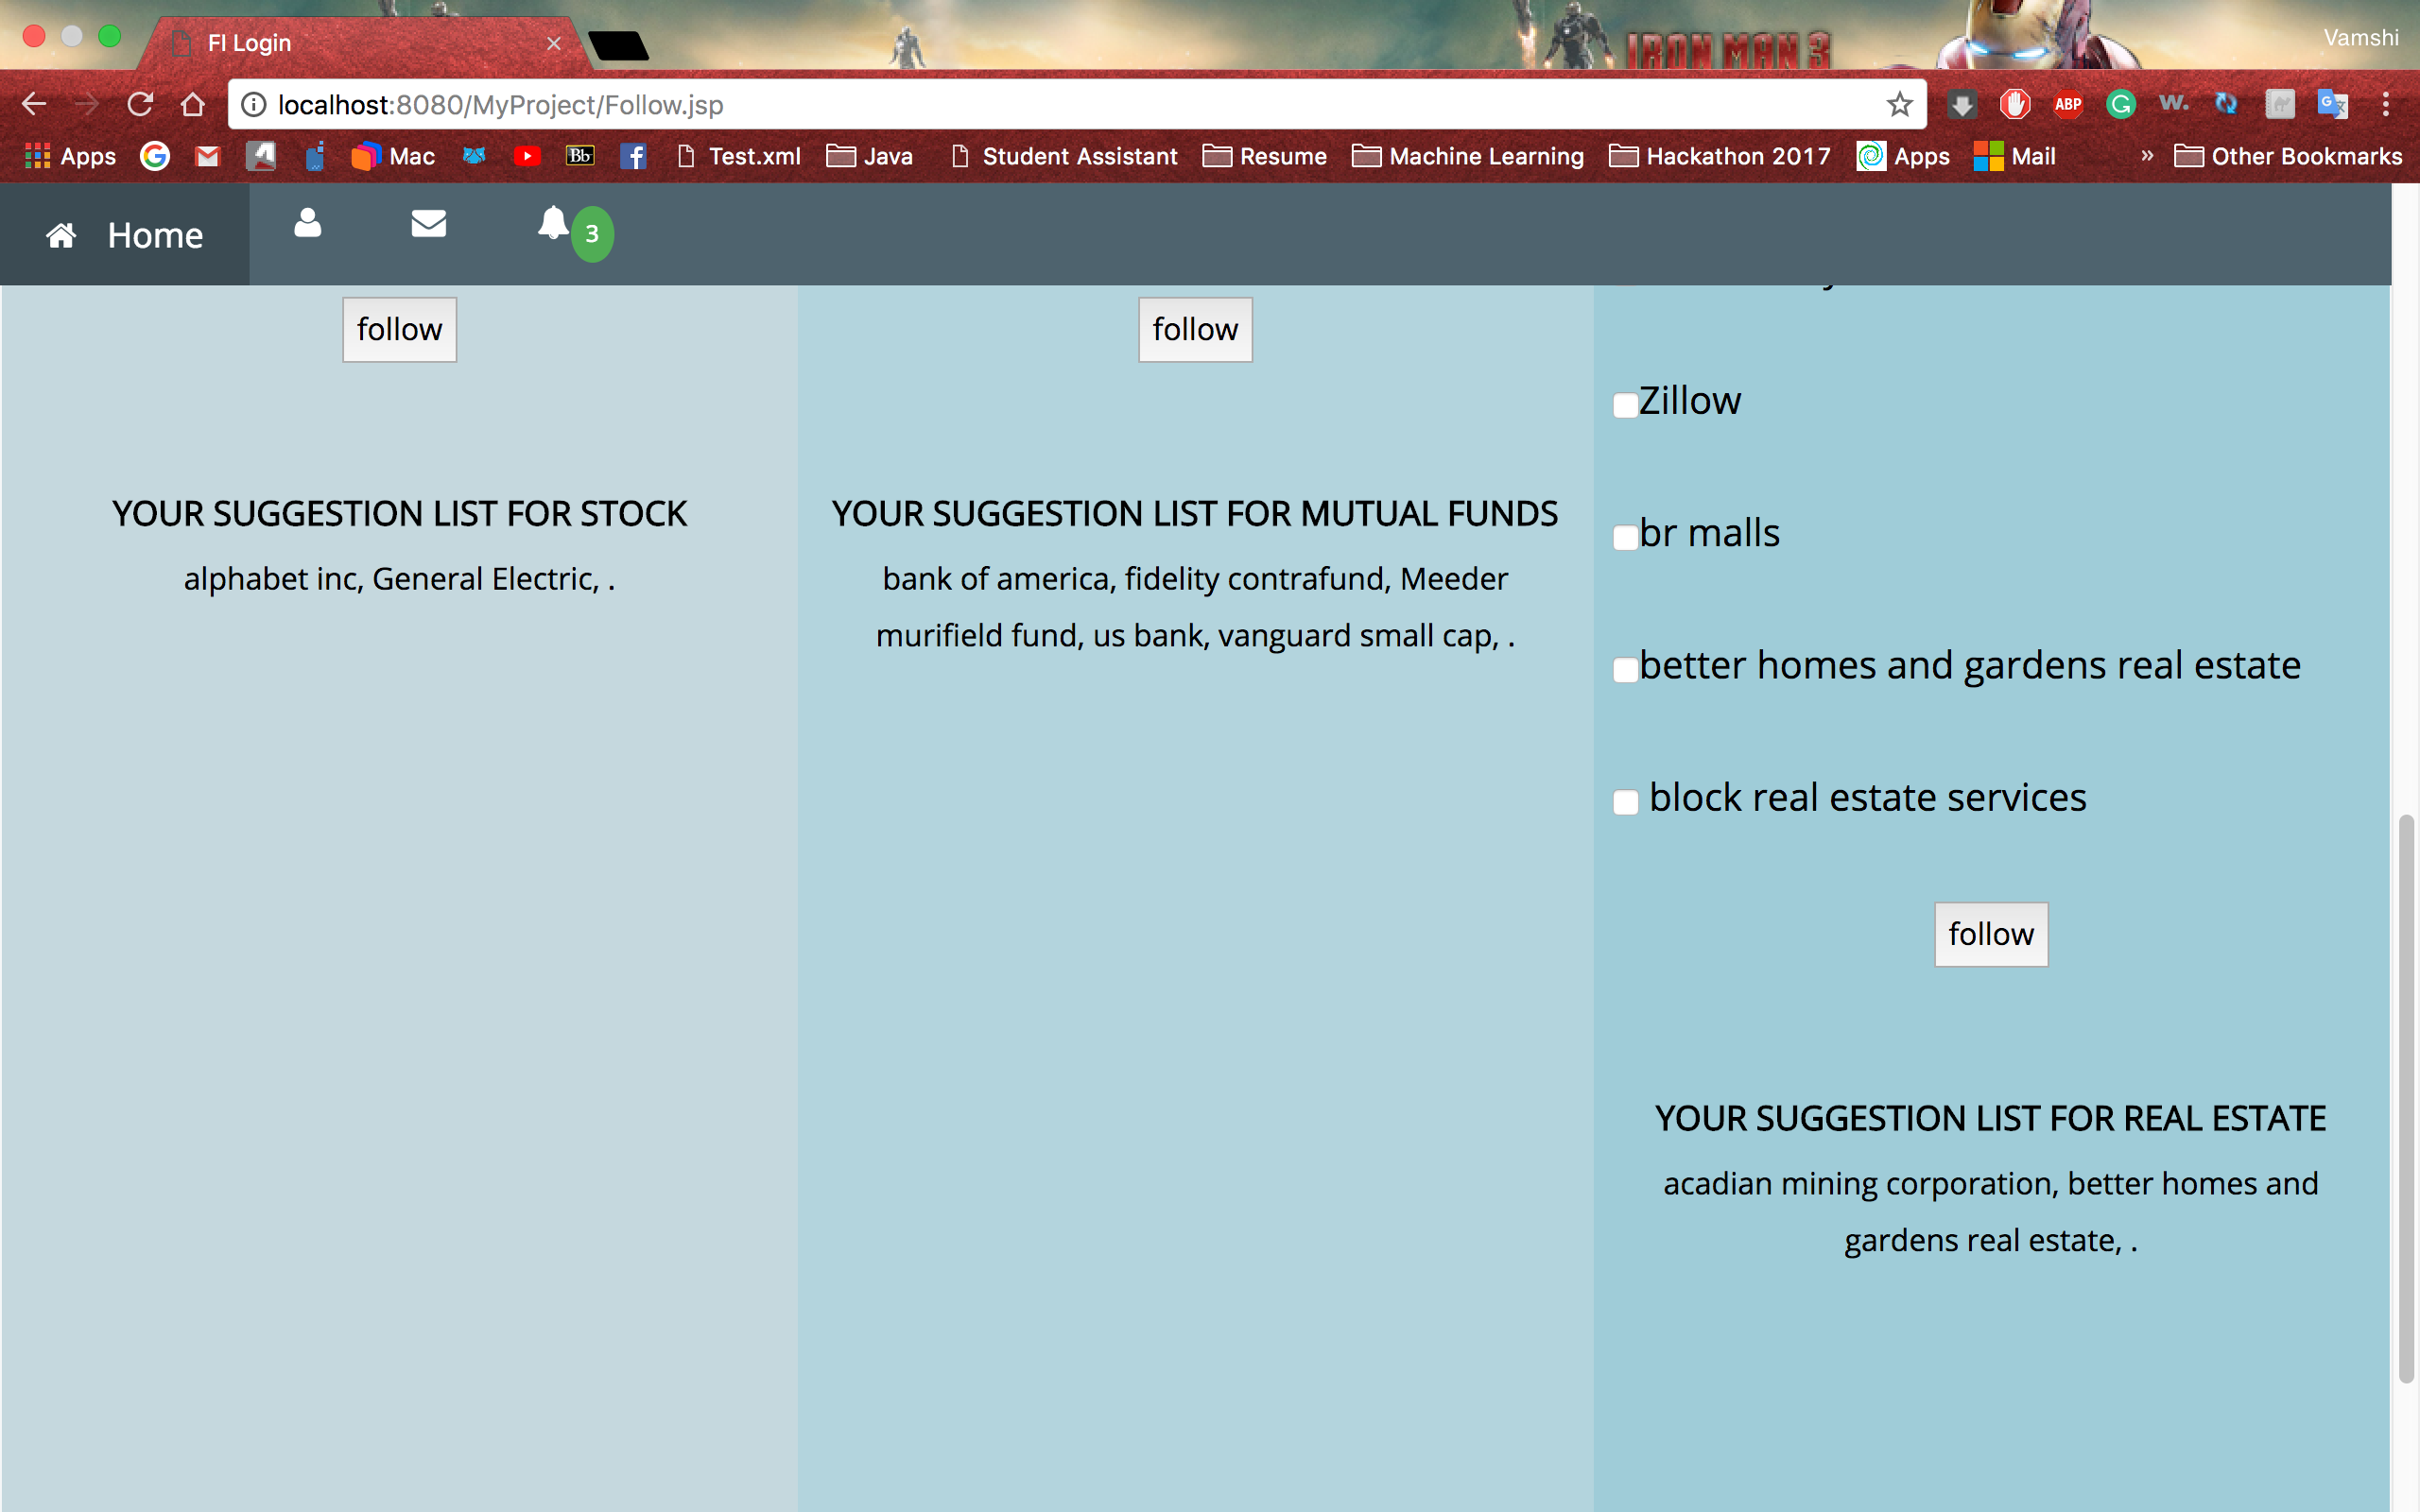 FI Login
IRON MAN 3
Vamshi
localhost:8080/MyProject/Follow.jsp
ABP
G
w.
Apps
G
Mac
Bb
f
Test.xml
Java
Student Assistant
Resume
Machine Learning
Hackathon 2017
Apps
Mail
»
Other Bookmarks
Home
3
follow
follow
Zillow
br malls
better homes and gardens real estate
block real estate services
follow
YOUR SUGGESTION LIST FOR STOCK
alphabet inc, General Electric, .
YOUR SUGGESTION LIST FOR MUTUAL FUNDS
bank of america, fidelity contrafund, Meeder
murifield fund, us bank, vanguard small cap, .
YOUR SUGGESTION LIST FOR REAL ESTATE
acadian mining corporation, better homes and
gardens real estate, .